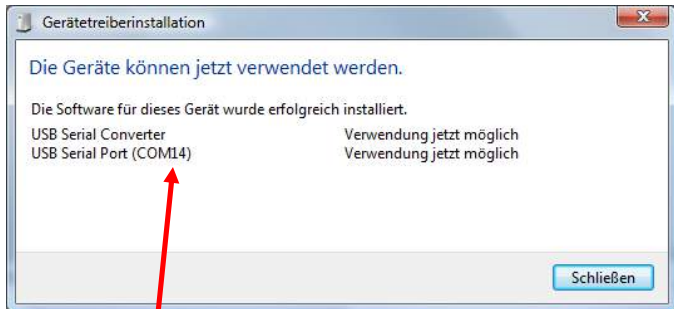 Gerätetreiberinstallation
Die Geräte können jetzt verwendet werden.
Die Software für dieses Gerät wurde erfolgreich installiert.
USB Serial Converter Verwendung jetzt möglich
USB Serial Port (COM14) Verwendung jetzt möglich
Schließen